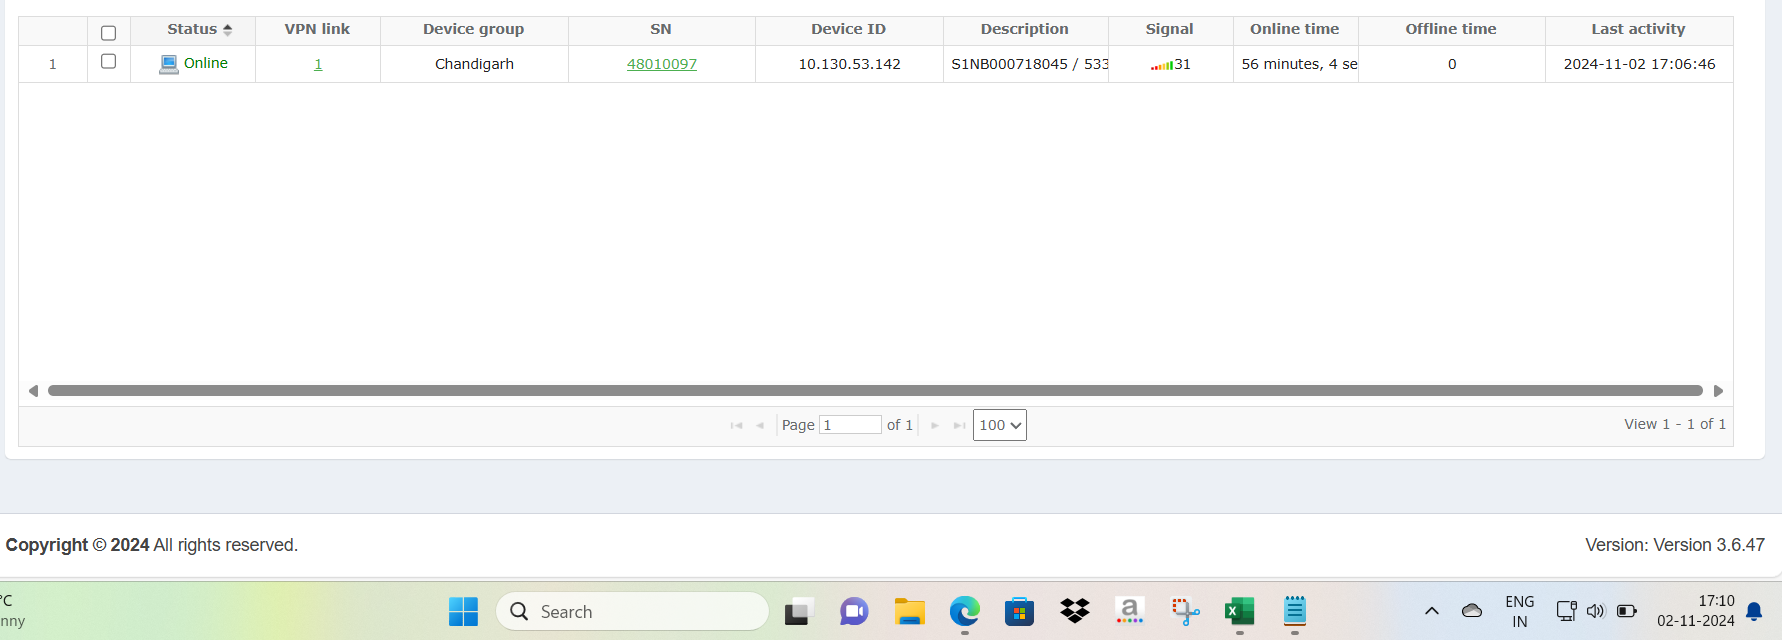 Status VPN link Device group SN Device ID Description Signal Online time Offline time Last activity
1 Online 1 Chandigarh 48010097 10.130.53.142 S1NB000718045 / 533 31 56 minutes, 4 se 0 2024-11-02 17:06:46
Page 1 of 1 100 View 1 - 1 of 1
Copyright © 2024 All rights reserved. Version: Version 3.6.47
°C
nny
Search
a
X
ENG
IN
17:10
02-11-2024